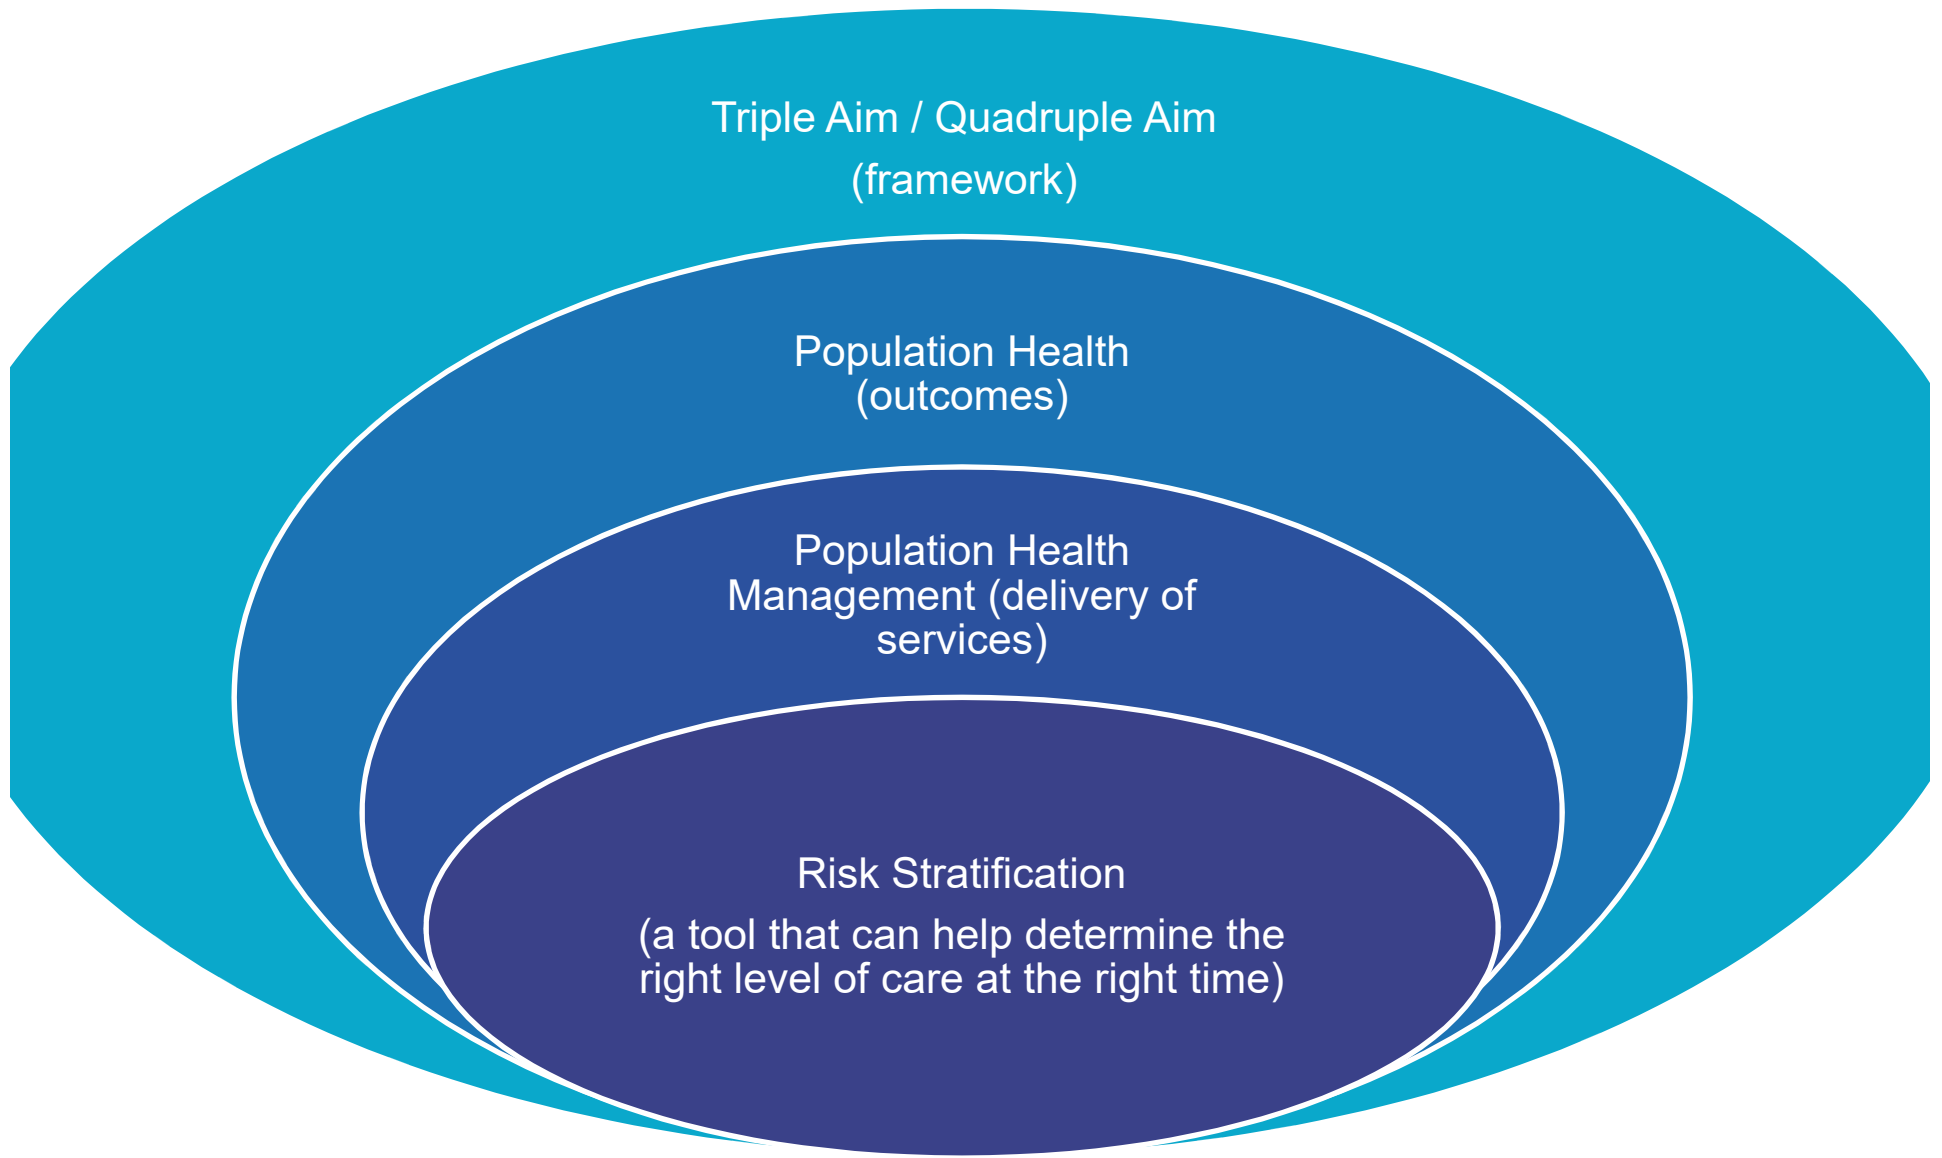 Triple Aim / Quadruple Aim
(framework)
Population Health
(outcomes)
Population Health
Management (delivery of
services)
Risk Stratification
(a tool that can help determine the
right level of care at the right time)